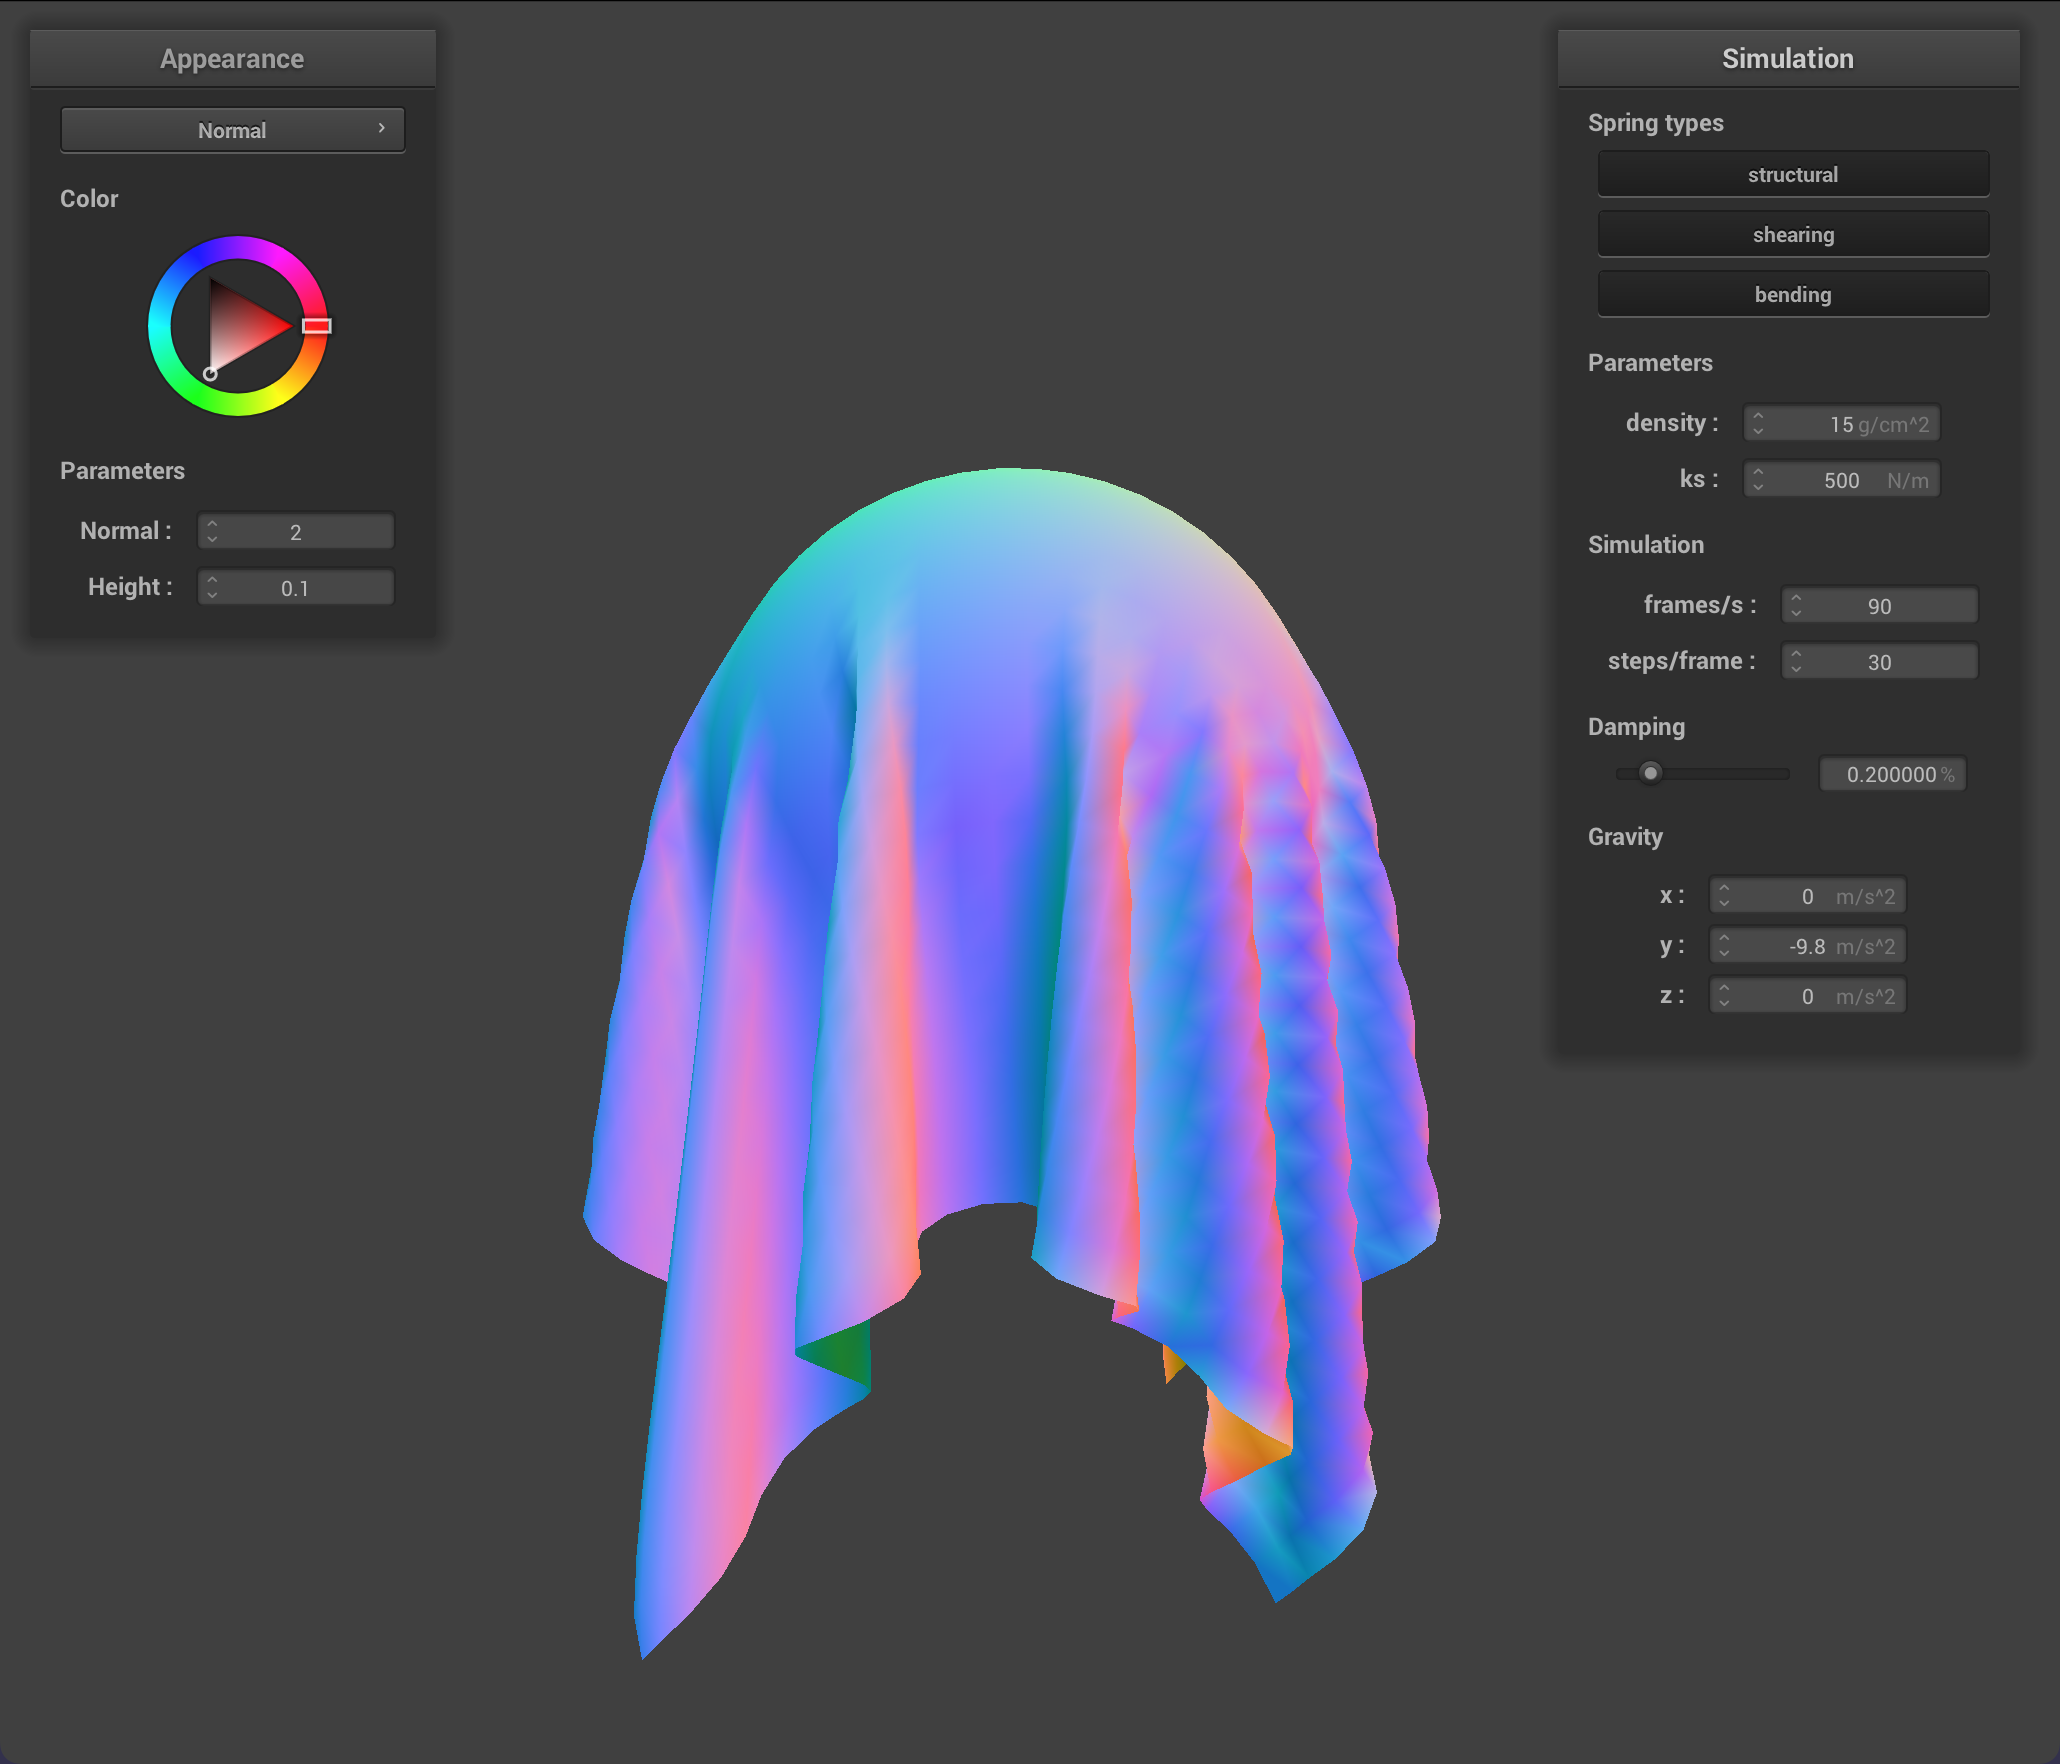 Appearance
Normal
Color
Parameters
Normal : 2
Height : 0.1
Simulation
Spring types
structural
shearing
bending
Parameters
density : 15 g/cm^2
ks : 500 N/m
Simulation
frames/s : 90
steps/frame : 30
Damping
0.200000 %
Gravity
x : 0 m/s^2
y : -9.8 m/s^2
z : 0 m/s^2